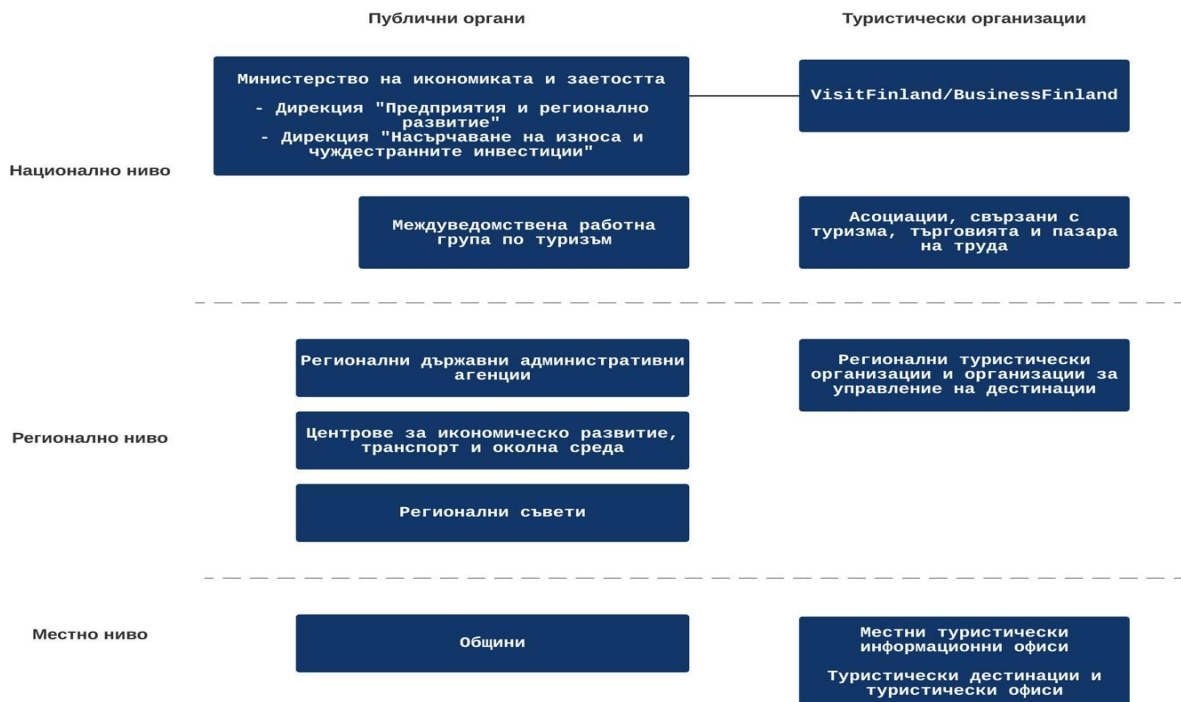 Публични органи
Туристически организации
Министерство на икономиката и заетостта
- Дирекция "Предприятия и регионално
развитие"
- Дирекция "Насърчаване на износа и
чуждестранните инвестиции"
VisitFinland/BusinessFinland
Национално ниво
Междуведомствена работна
група по туризъм
Асоциации, свързани с
туризма, търговията и пазара
на труда
Регионални държавни административни
агенции
Регионални туристически
организации и организации за
управление на дестинации
Регионално ниво
Центрове за икономическо развитие,
транспорт и околна среда
Регионални съвети
Местно ниво
Общини
Местни туристически
информационни офиси
Туристически дестинации и
туристически офиси